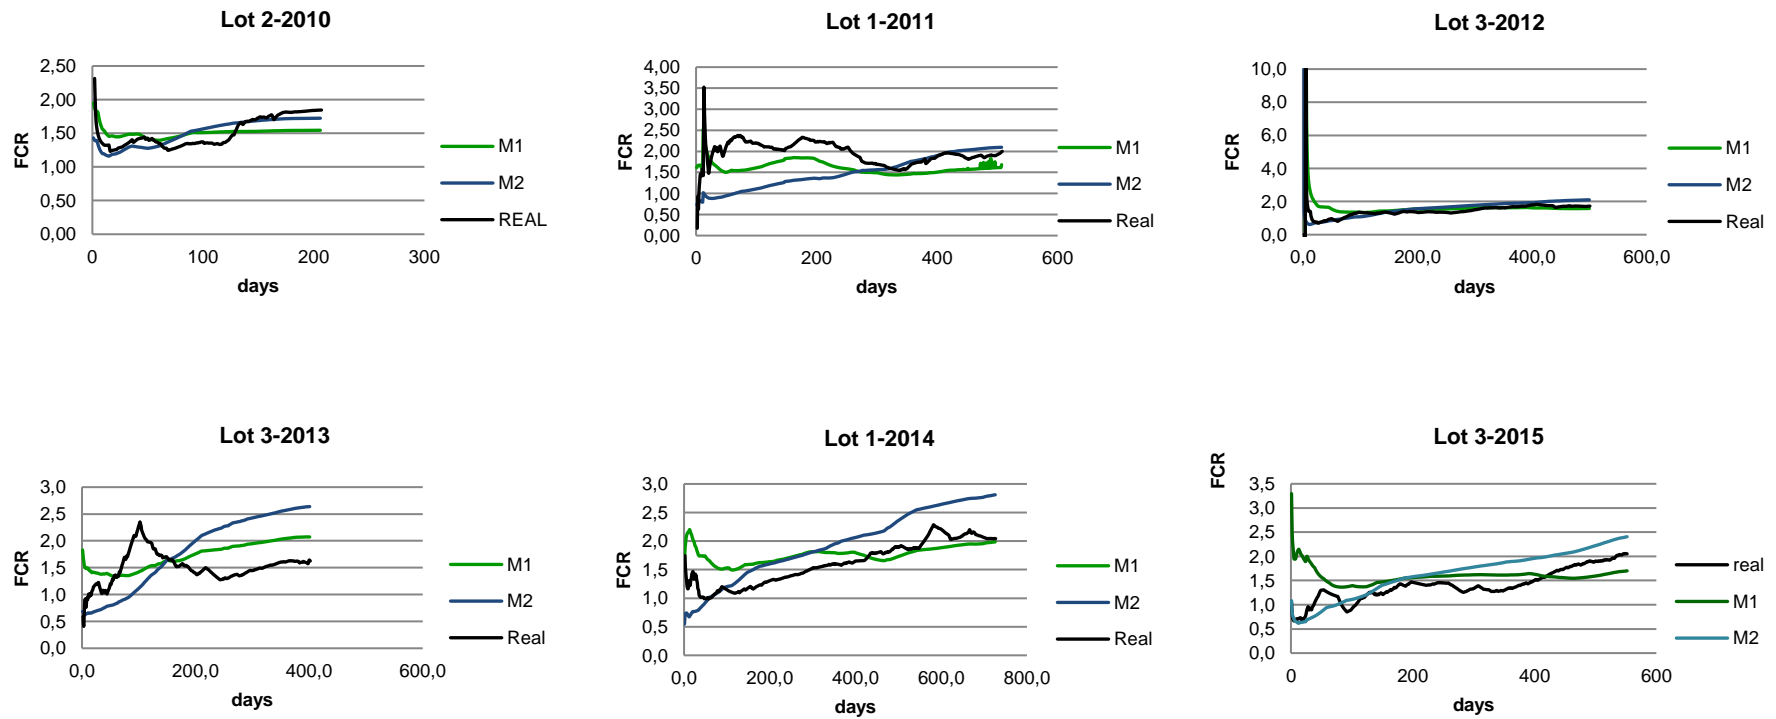 Lot 2-2010
2,50
2,00
1,50
1,00
0,50
0,00
FCR
0 100 200 300
days
M1
M2
REAL
Lot 1-2011
4,00
3,50
3,00
2,50
2,00
1,50
1,00
0,50
0,00
FCR
0 200 400 600
days
M1
M2
Real
Lot 3-2012
10,0
8,0
6,0
4,0
2,0
0,0
FCR
0,0 200,0 400,0 600,0
days
M1
M2
Real
Lot 3-2013
3,0
2,5
2,0
1,5
1,0
0,5
0,0
FCR
0,0 200,0 400,0 600,0
days
M1
M2
Real
Lot 1-2014
3,0
2,5
2,0
1,5
1,0
0,5
0,0
FCR
0,0 200,0 400,0 600,0 800,0
days
M1
M2
Real
Lot 3-2015
3,5
3,0
2,5
2,0
1,5
1,0
0,5
0,0
FCR
0 200 400 600
days
real
M1
M2